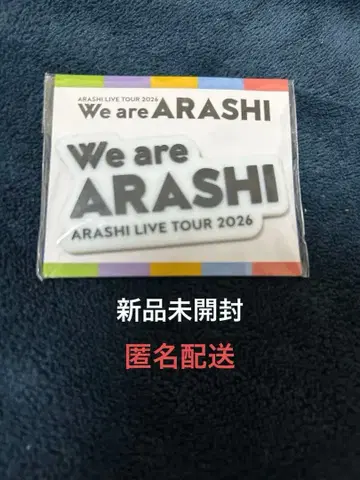 ARASHI LIVE TOUR 2026
We are ARASHI
We are
ARASHI
ARASHI LIVE TOUR 2026
新品未開封
匿名配送